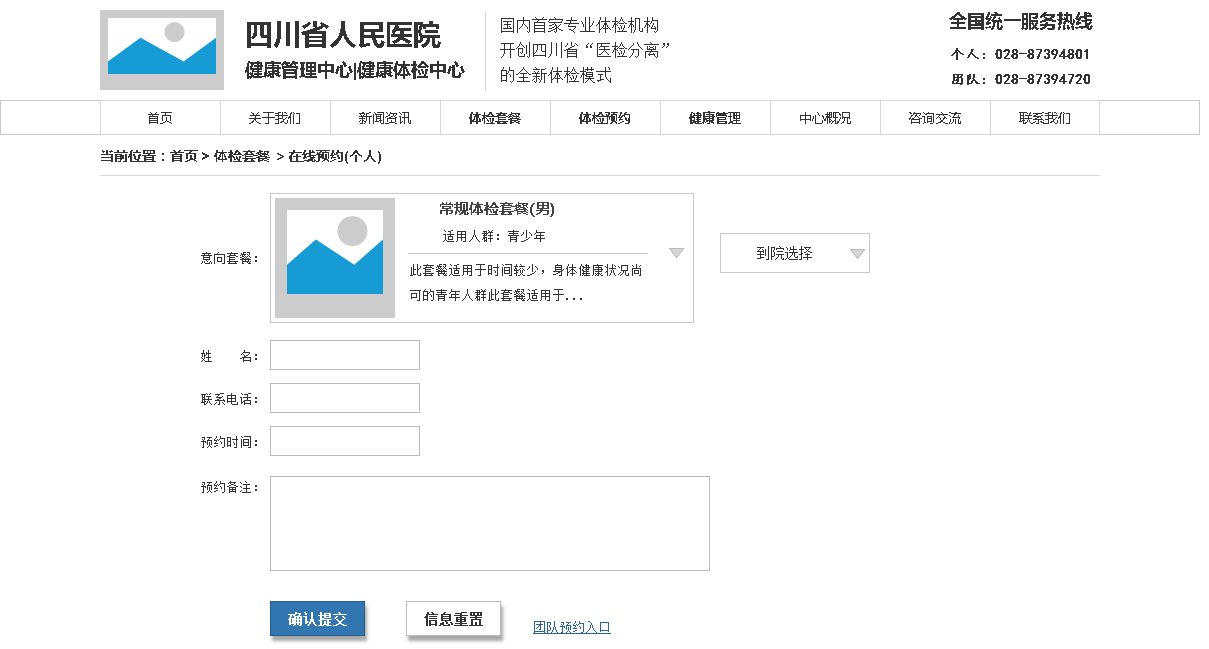 四川省人民医院
健康管理中心|健康体检中心
国内首家专业体检机构
开创四川省“医检分离”
的全新体检模式
全国统一服务热线
个人：028-87394801
团队：028-87394720
首页 关于我们 新闻资讯 体检套餐 体检预约 健康管理 中心概况 咨询交流 联系我们
当前位置：首页 > 体检套餐 > 在线预约(个人)
意向套餐：
常规体检套餐(男)
适用人群：青少年
此套餐适用于时间较少，身体健康状况尚
可的青年人群此套餐适用于...
到院选择
姓 名：
联系电话：
预约时间：
预约备注：
确认提交 信息重置 团队预约入口